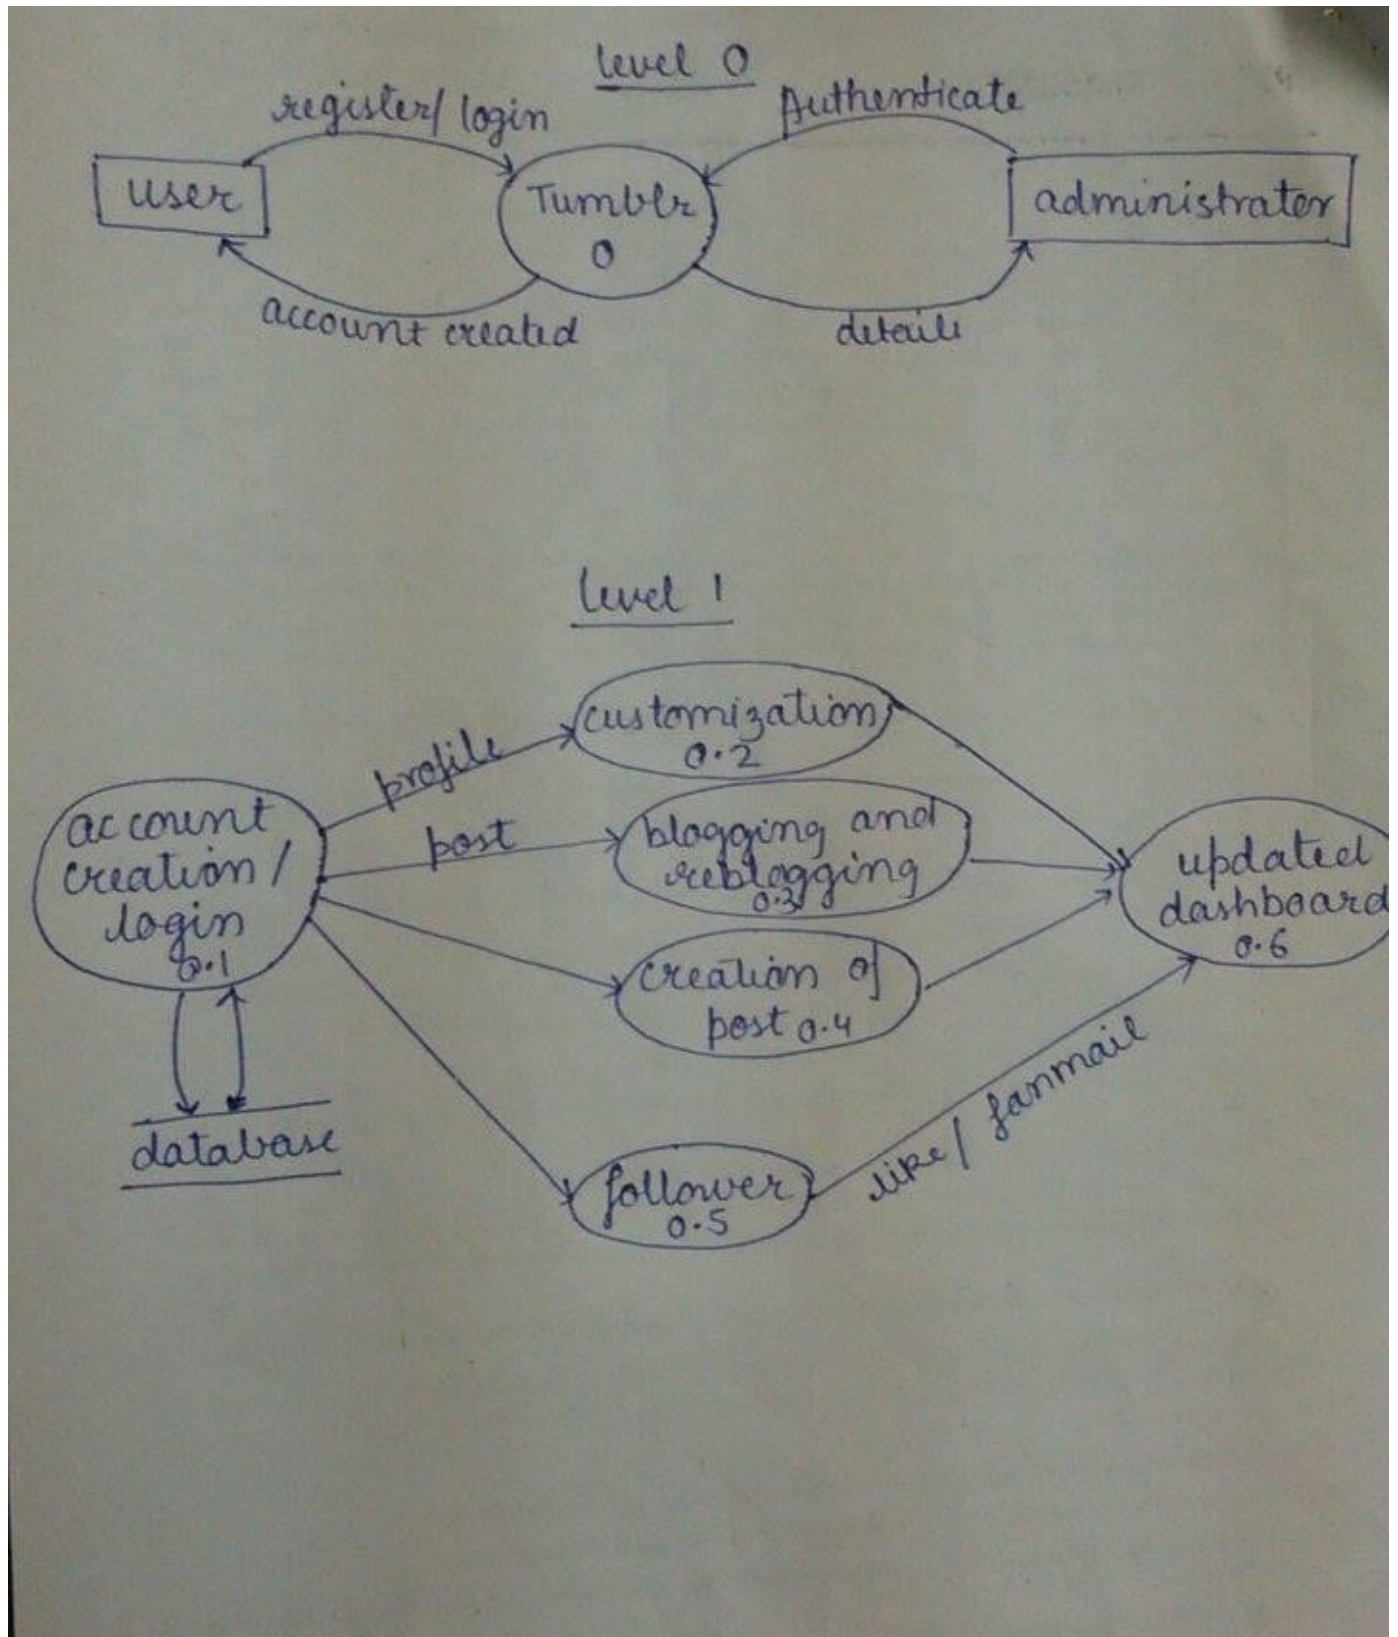 level 0
register/ login
Authenticate
user
Tumblr
0
administrator
account created
details
level 1
profile
customization
0.2
post
blogging and
reblogging
0.3
account
creation /
login
0.1
updated
dashboard
0.6
creation of
post 0.4
like/ fanmail
database
follower
0.5